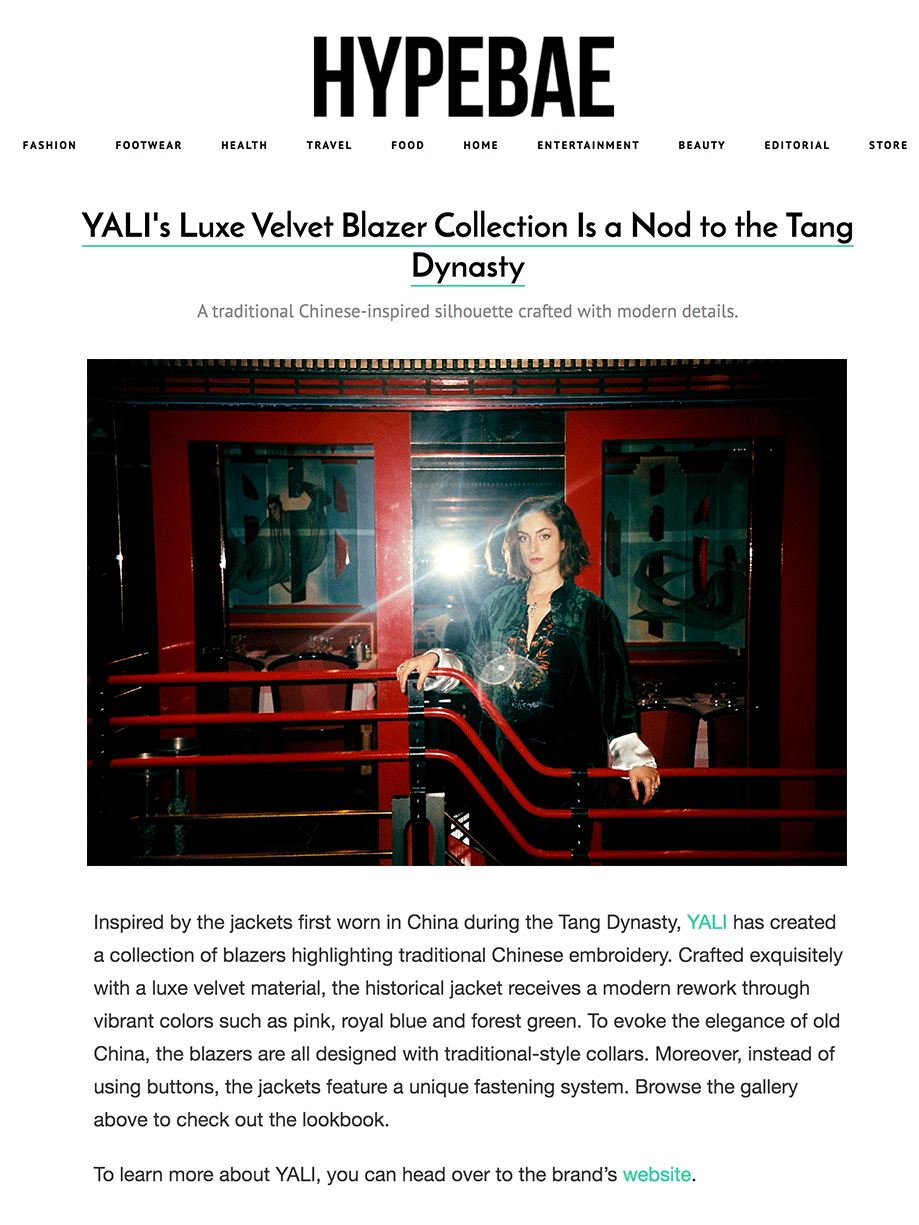 HYPEBAE
FASHION FOOTWEAR HEALTH TRAVEL FOOD HOME ENTERTAINMENT BEAUTY EDITORIAL STORE
YALI's Luxe Velvet Blazer Collection Is a Nod to the Tang
Dynasty
A traditional Chinese-inspired silhouette crafted with modern details.
Inspired by the jackets first worn in China during the Tang Dynasty, YALI has created
a collection of blazers highlighting traditional Chinese embroidery. Crafted exquisitely
with a luxe velvet material, the historical jacket receives a modern rework through
vibrant colors such as pink, royal blue and forest green. To evoke the elegance of old
China, the blazers are all designed with traditional-style collars. Moreover, instead of
using buttons, the jackets feature a unique fastening system. Browse the gallery
above to check out the lookbook.
To learn more about YALI, you can head over to the brand’s website.